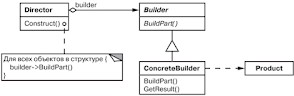 Director
Construct()
builder
Builder
BuildPart()
Для всех объектов в структуре {
builder->BuildPart()
}
ConcreteBuilder
BuildPart()
GetResult()
Product